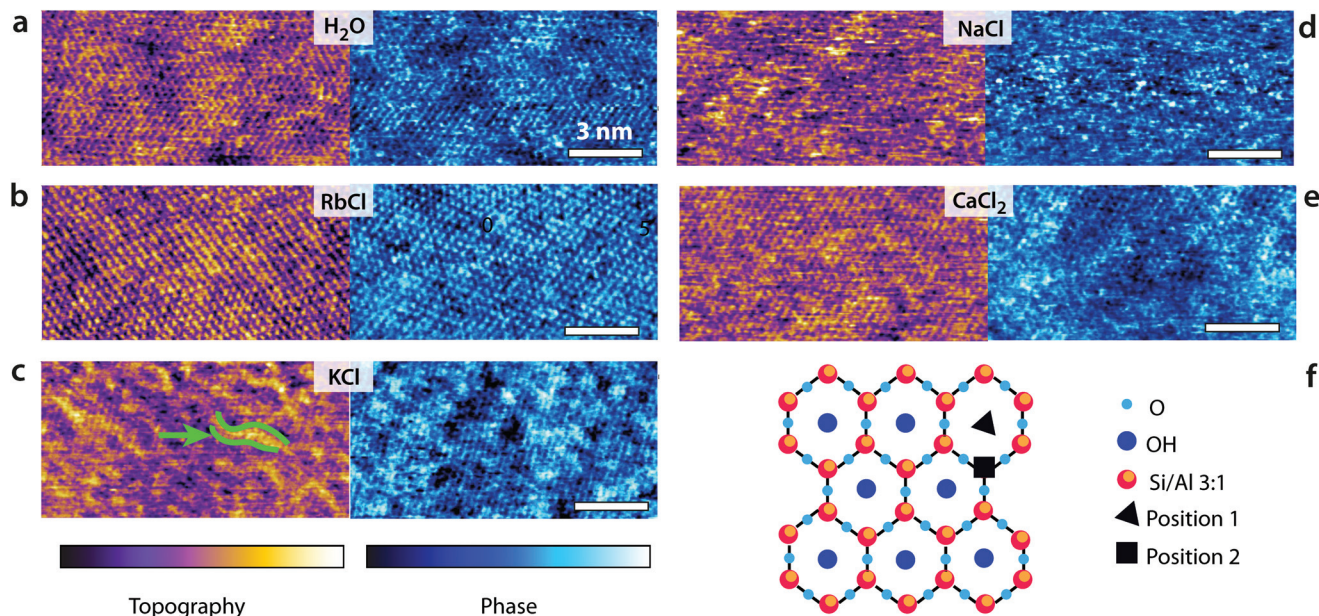 a
H₂O
3 nm
b
RbCl
0
5
c
KCl
Topography
Phase
NaCl
d
CaCl₂
e
f
O
OH
Si/Al 3:1
Position 1
Position 2